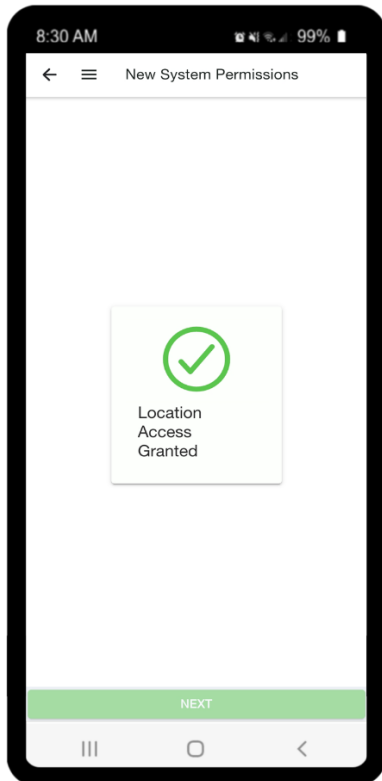 8:30 AM 99%
New System Permissions
Location
Access
Granted
NEXT